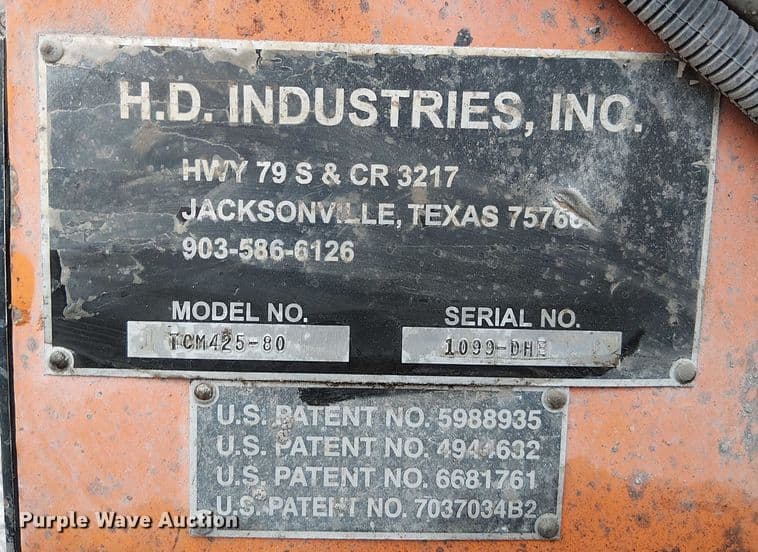 H.D. INDUSTRIES, INC.
HWY 79 S & CR 3217
JACKSONVILLE, TEXAS 75766
903-586-6126
MODEL NO. SERIAL NO.
TCM425-80 1099-DHE
U.S. PATENT NO. 5988935
U.S. PATENT NO. 4944632
U.S. PATENT NO. 6681761
U.S. PATENT NO. 7037034B2
Purple Wave Auction